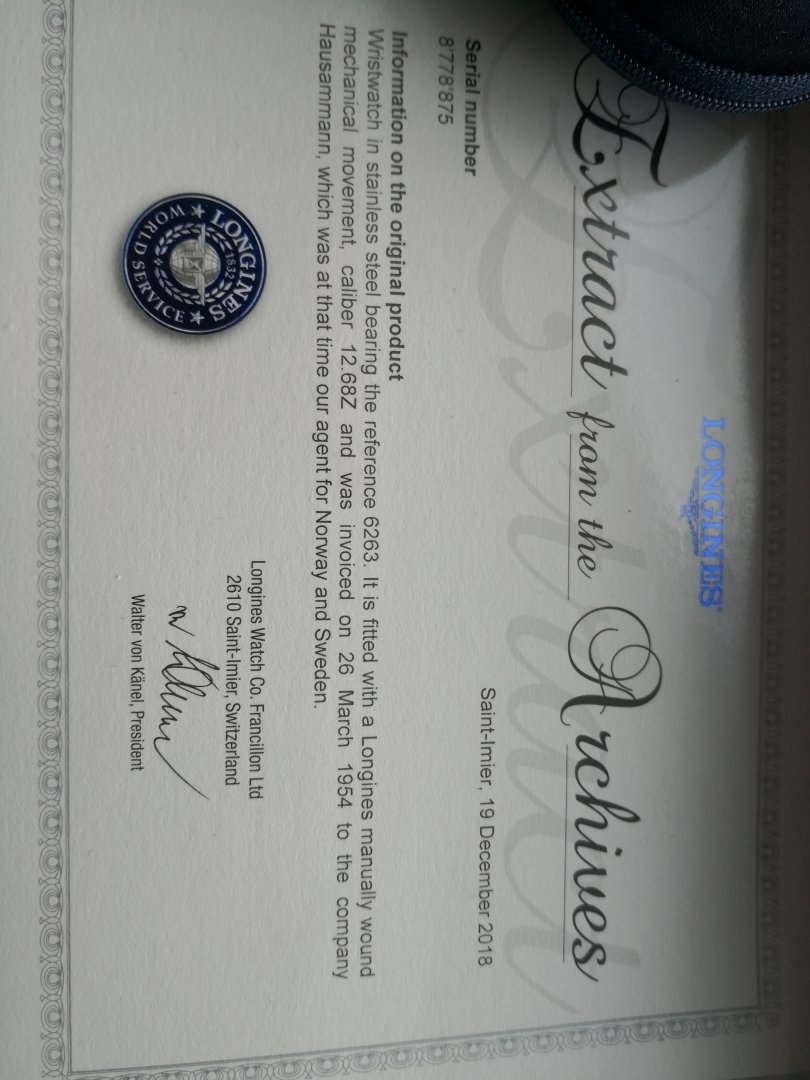 LONGINES
Extract from the Archives
Saint-Imier, 19 December 2018
Serial number
8'778'875
Information on the original product
Wristwatch in stainless steel bearing the reference 6263. It is fitted with a Longines manually wound
mechanical movement, caliber 12.68Z and was invoiced on 26 March 1954 to the company
Hausammann, which was at that time our agent for Norway and Sweden.
LONGINES
1832
WORLD SERVICE
Longines Watch Co. Francillon Ltd
2610 Saint-Imier, Switzerland
Walter von Känel, President